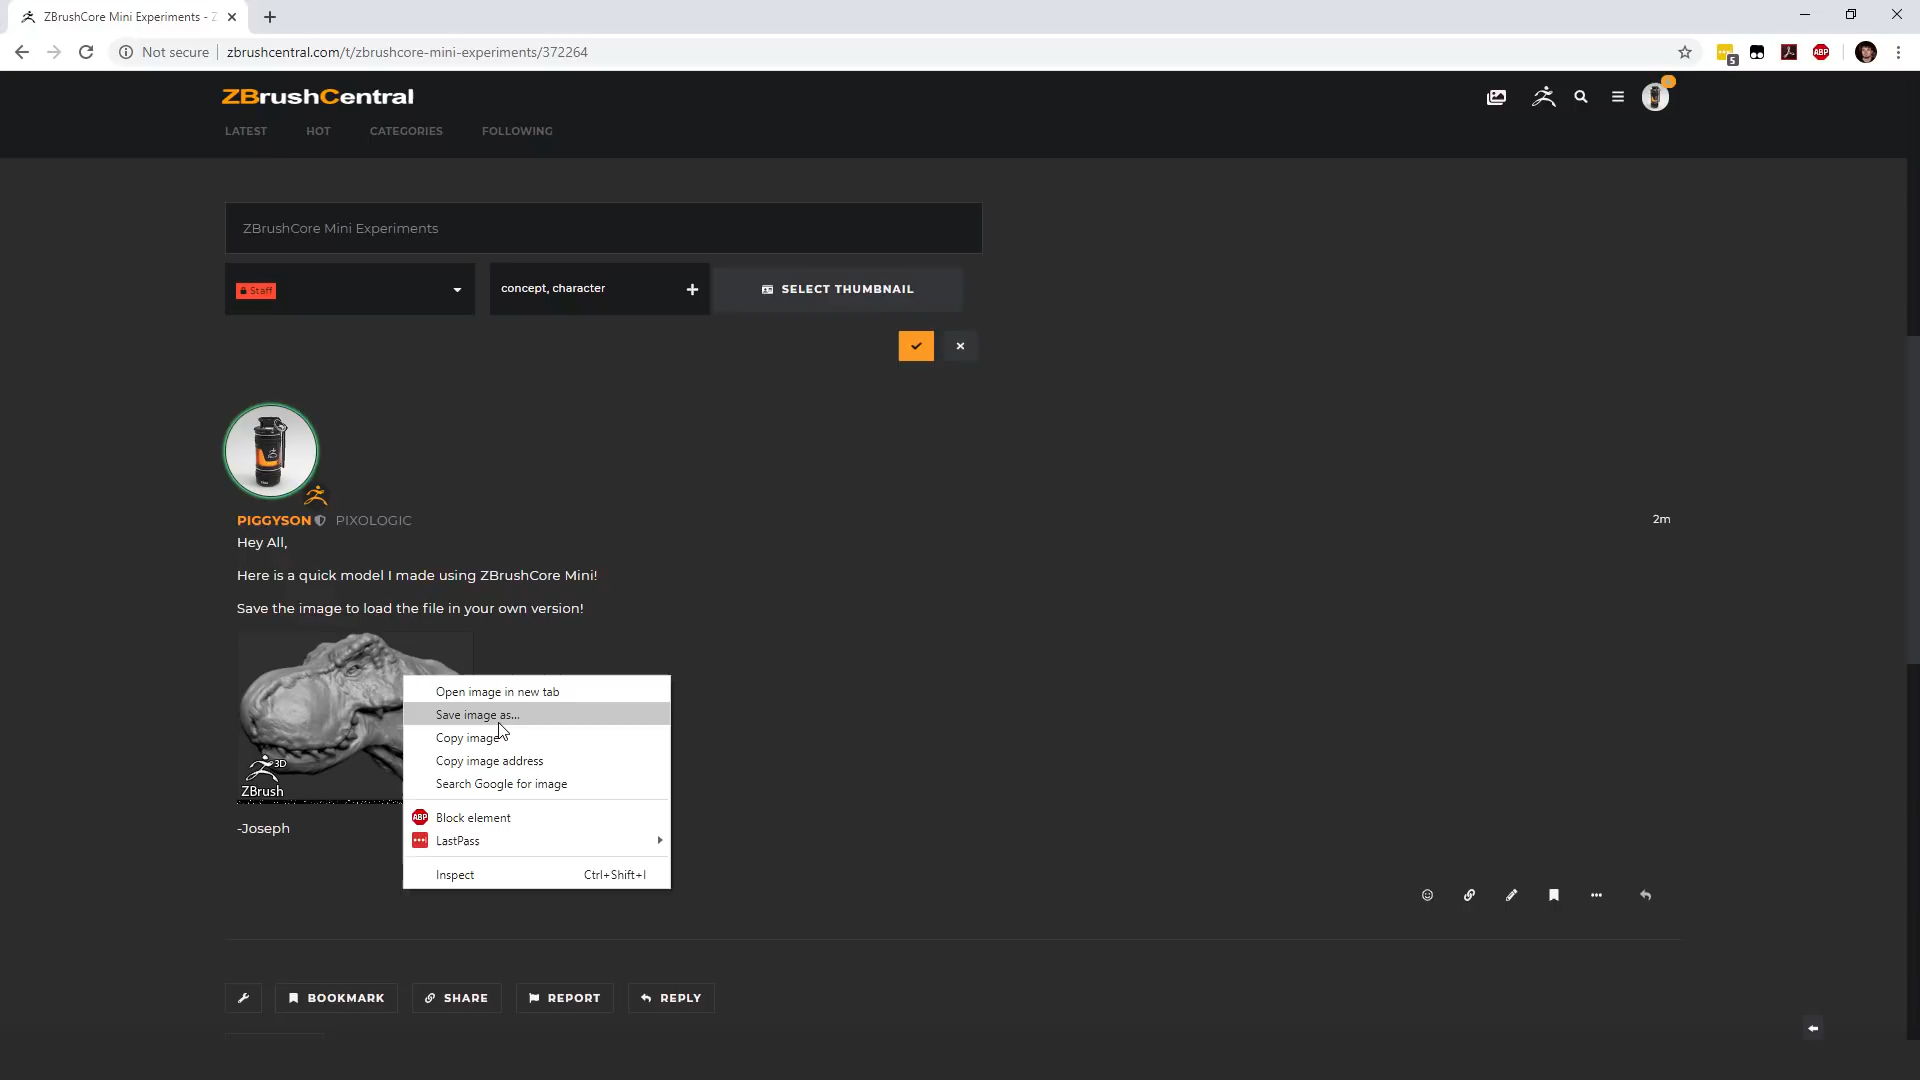 ZBrushCore Mini Experiments - Z
Not secure
zbrushcentral.com/t/zbrushcore-mini-experiments/372264
5
ABP
ZBrushCentral
LATEST
HOT
CATEGORIES
FOLLOWING
ZBrushCore Mini Experiments
Staff
concept, character
SELECT THUMBNAIL
PIGGYSON
PIXOLOGIC
2m
Hey All,
Here is a quick model I made using ZBrushCore Mini!
Save the image to load the file in your own version!
3D
ZBrush
Open image in new tab
Save image as...
Copy image
Copy image address
Search Google for image
ABP
Block element
LastPass
Inspect
Ctrl+Shift+I
-Joseph
BOOKMARK
SHARE
REPORT
REPLY